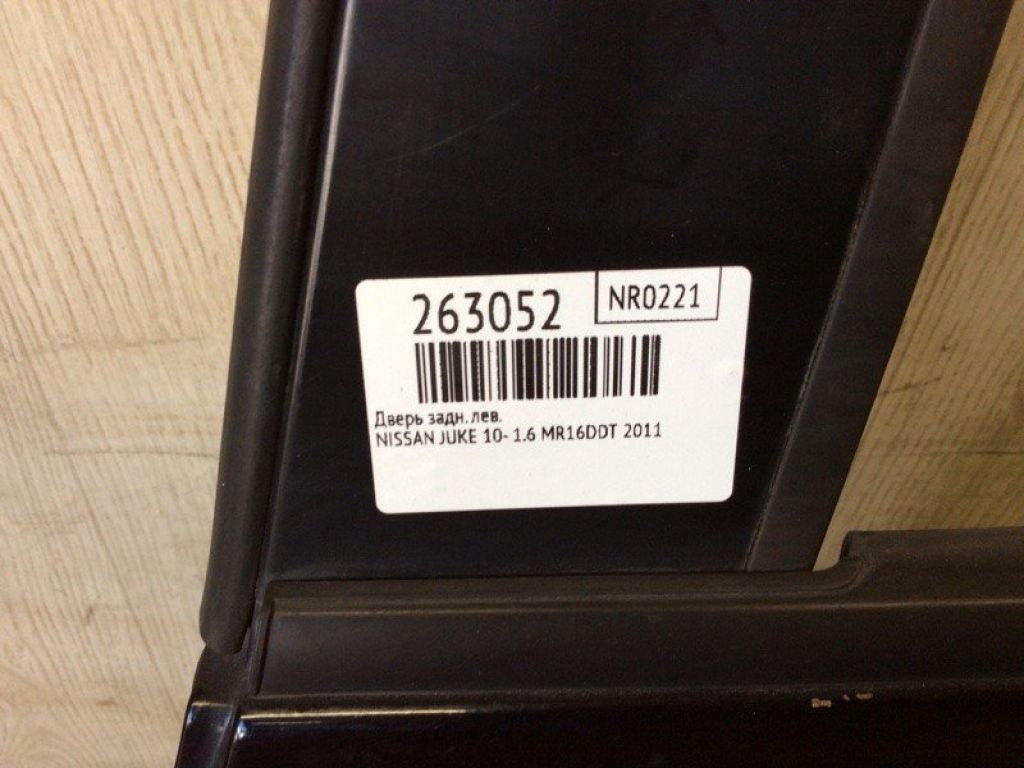 263052
NR0221
Дверь задн. лев.
NISSAN JUKE 10- 1.6 MR16DDT 2011